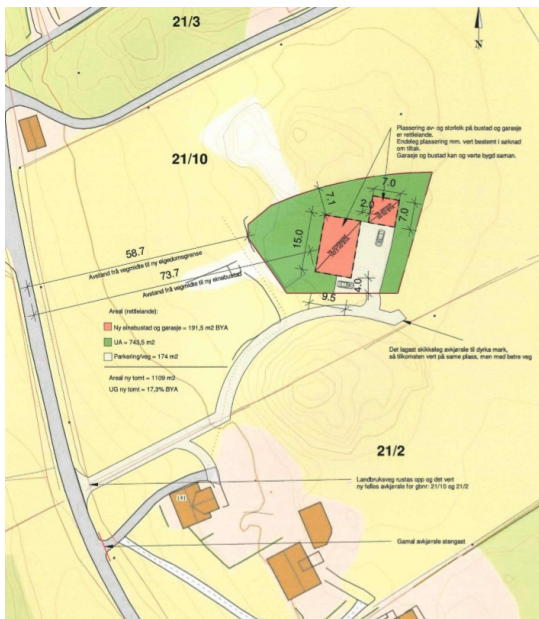 21/3
N
Plassering av- og storleik på bustad og garasje
er rettleiande.
Endeleg plassering mm. vert bestemt i søknad
om tiltak.
Garasje og bustad kan og verte bygd saman.
21/10
7.0
7.1
2.0
7.0
15.0
58.7
Avstand frå vegmidte til ny eigedomsgrense
73.7
Avstand frå vegmidte til ny einebustad
4.0
9.5
Areal (rettleiande):
Ny einebustad og garasje = 191,5 m2 BYA
UA = 743,5 m2
Parkering/veg = 174 m2
Areal ny tomt = 1109 m2
UG ny tomt = 17,3% BYA
Det lagast skikkeleg avkjørsle til dyrka mark,
så tilkomsten vert på same plass, men med betre veg
21/2
Landbruksveg rustas opp og det vert
ny felles avkjørsle for gbnr: 21/10 og 21/2
Gamal avkjørsle stengast